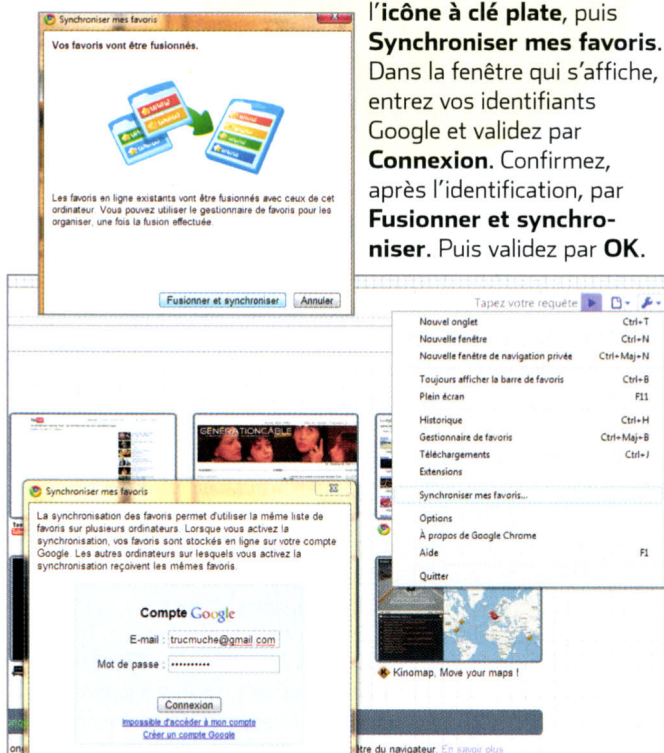 l'icône à clé plate, puis
Synchroniser mes favoris.
Dans la fenêtre qui s'affiche,
entrez vos identifiants
Google et validez par
Connexion. Confirmez,
après l'identification, par
Fusionner et synchro-
niser. Puis validez par OK.
Synchroniser mes favoris
Vos favoris vont être fusionnés.
www
www
www
Les favoris en ligne existants vont être fusionnés avec ceux de cet
ordinateur. Vous pouvez utiliser le gestionnaire de favoris pour les
organiser, une fois la fusion effectuée.
Fusionner et synchroniser
Annuler
Tapez votre requête
Nouvel onglet Ctrl+T
Nouvelle fenêtre Ctrl+N
Nouvelle fenêtre de navigation privée Ctrl+Maj+N
Toujours afficher la barre de favoris Ctrl+B
Plein écran F11
Historique Ctrl+H
Gestionnaire de favoris Ctrl+Maj+B
Téléchargements Ctrl+J
Extensions
Synchroniser mes favoris...
Options
À propos de Google Chrome
Aide F1
Quitter
GÉNÉRATIONCÂBLE
Synchroniser mes favoris
La synchronisation des favoris permet d'utiliser la même liste de
favoris sur plusieurs ordinateurs. Lorsque vous activez la
synchronisation, vos favoris sont stockés en ligne sur votre compte
Google. Les autres ordinateurs sur lesquels vous activez la
synchronisation reçoivent les mêmes favoris.
Compte Google
E-mail : trucmuche@gmail.com
Mot de passe : ••••••••••
Connexion
Impossible d'accéder à mon compte
Créer un compte Google
Kinomap, Move your maps !
être du navigateur. En savoir plus